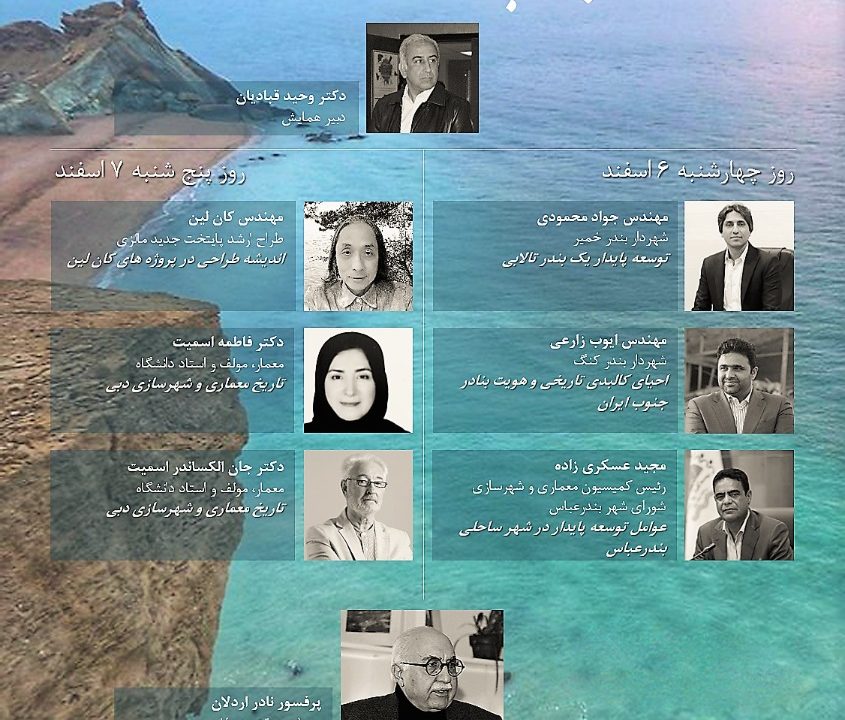 دکتر وحید قبادیان
دبیر همایش
روز چهارشنبه ۶ اسفند
مهندس جواد محمودی
شهردار بندر خمیر
توسعه پایدار یک بندر تالابی
مهندس ایوب زارعی
شهردار بندر کنگ
احیای کالبدی تاریخی و هویت بنادر
جنوب ایران
مجید عسکری زاده
رئیس کمیسیون معماری و شهرسازی
شورای شهر بندرعباس
عوامل توسعه پایدار در شهر ساحلی
بندرعباس
روز پنج شنبه ۷ اسفند
مهندس کان لین
طراح ارشد پایتخت جدید مالزی
اندیشه طراحی در پروژه های کان لین
دکتر فاطمه اسمیت
معمار، مولف و استاد دانشگاه
تاریخ معماری و شهرسازی دبی
دکتر جان الکساندر اسمیت
معمار، مولف و استاد دانشگاه
تاریخ معماری و شهرسازی دبی
پرفسور نادر اردلان